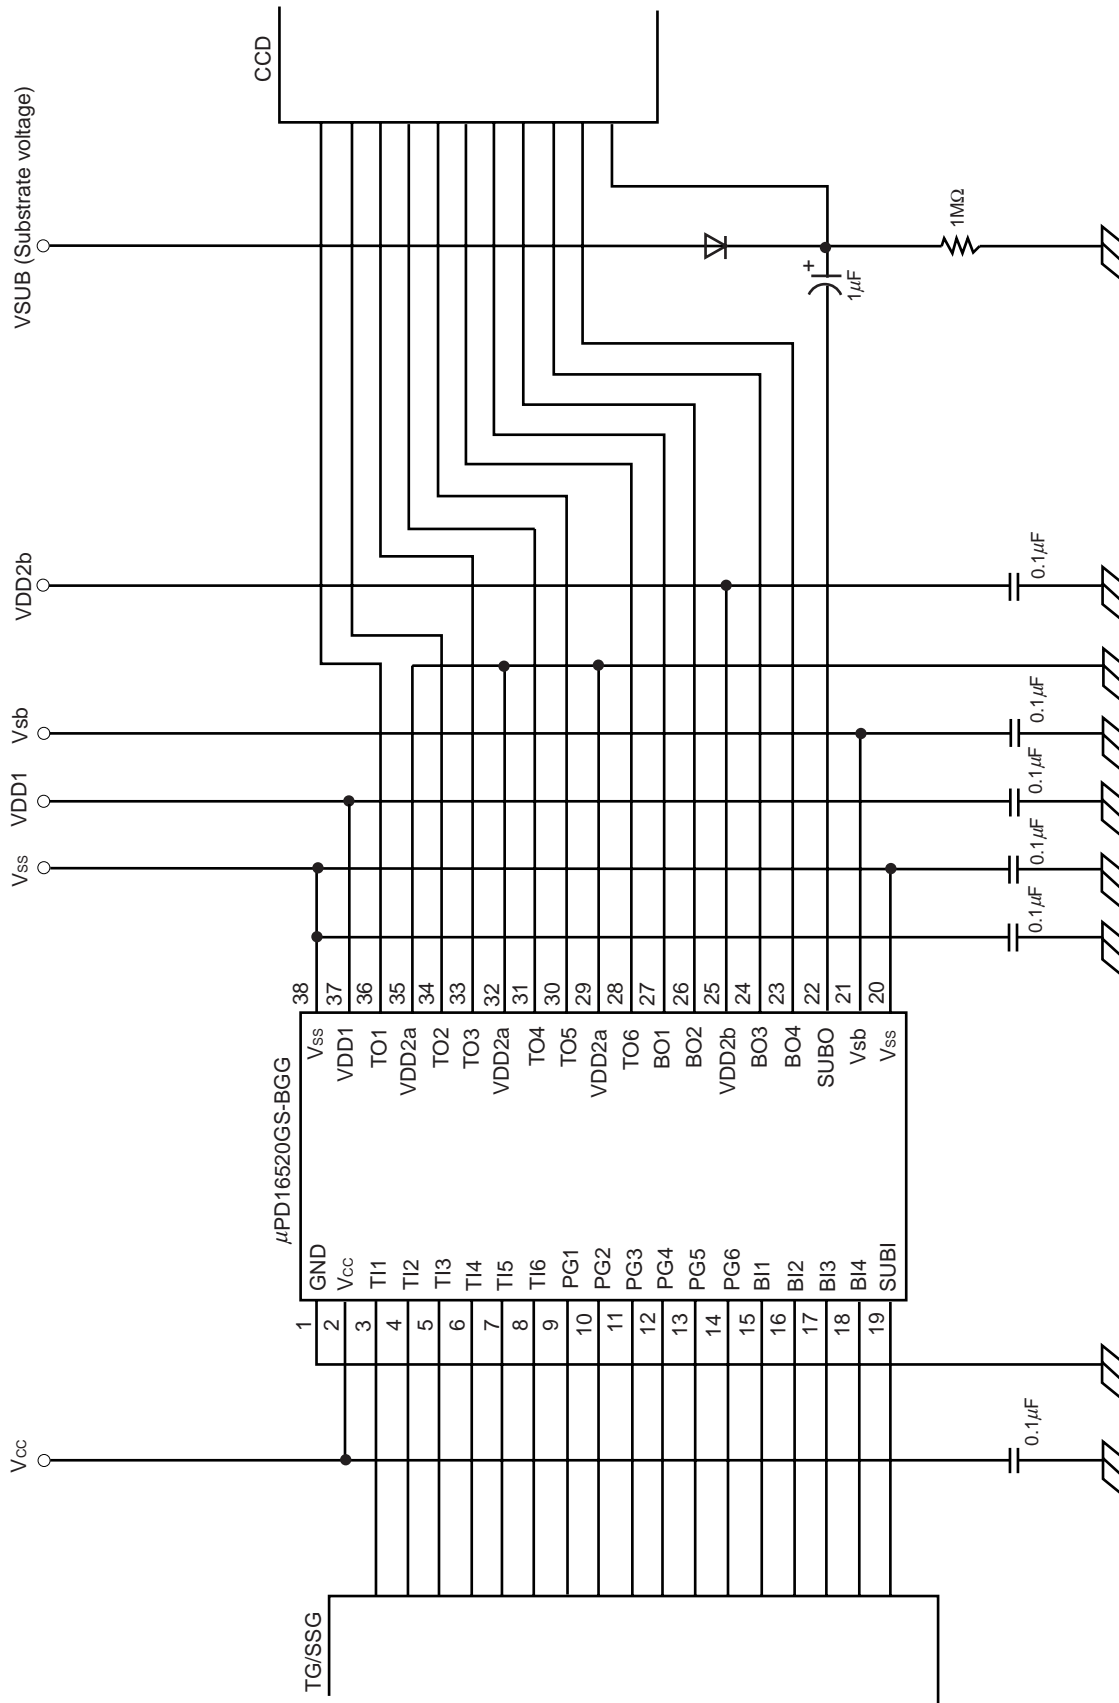 VSUB (Substrate voltage)
VDD2b
Vsb
VDD1
Vss
Vcc
CCD
+
1μF
1MΩ
0.1μF
0.1μF
0.1μF
0.1μF
0.1μF
0.1μF
μPD16520GS-BGG
1 GND
2 Vcc
3 TI1
4 TI2
5 TI3
6 TI4
7 TI5
8 TI6
9 PG1
10 PG2
11 PG3
12 PG4
13 PG5
14 PG6
15 BI1
16 BI2
17 BI3
18 BI4
19 SUBI
38 Vss
37 VDD1
36 TO1
35 VDD2a
34 TO2
33 TO3
32 VDD2a
31 TO4
30 TO5
29 VDD2a
28 TO6
27 BO1
26 BO2
25 VDD2b
24 BO3
23 BO4
22 SUBO
21 Vsb
20 Vss
TG/SSG